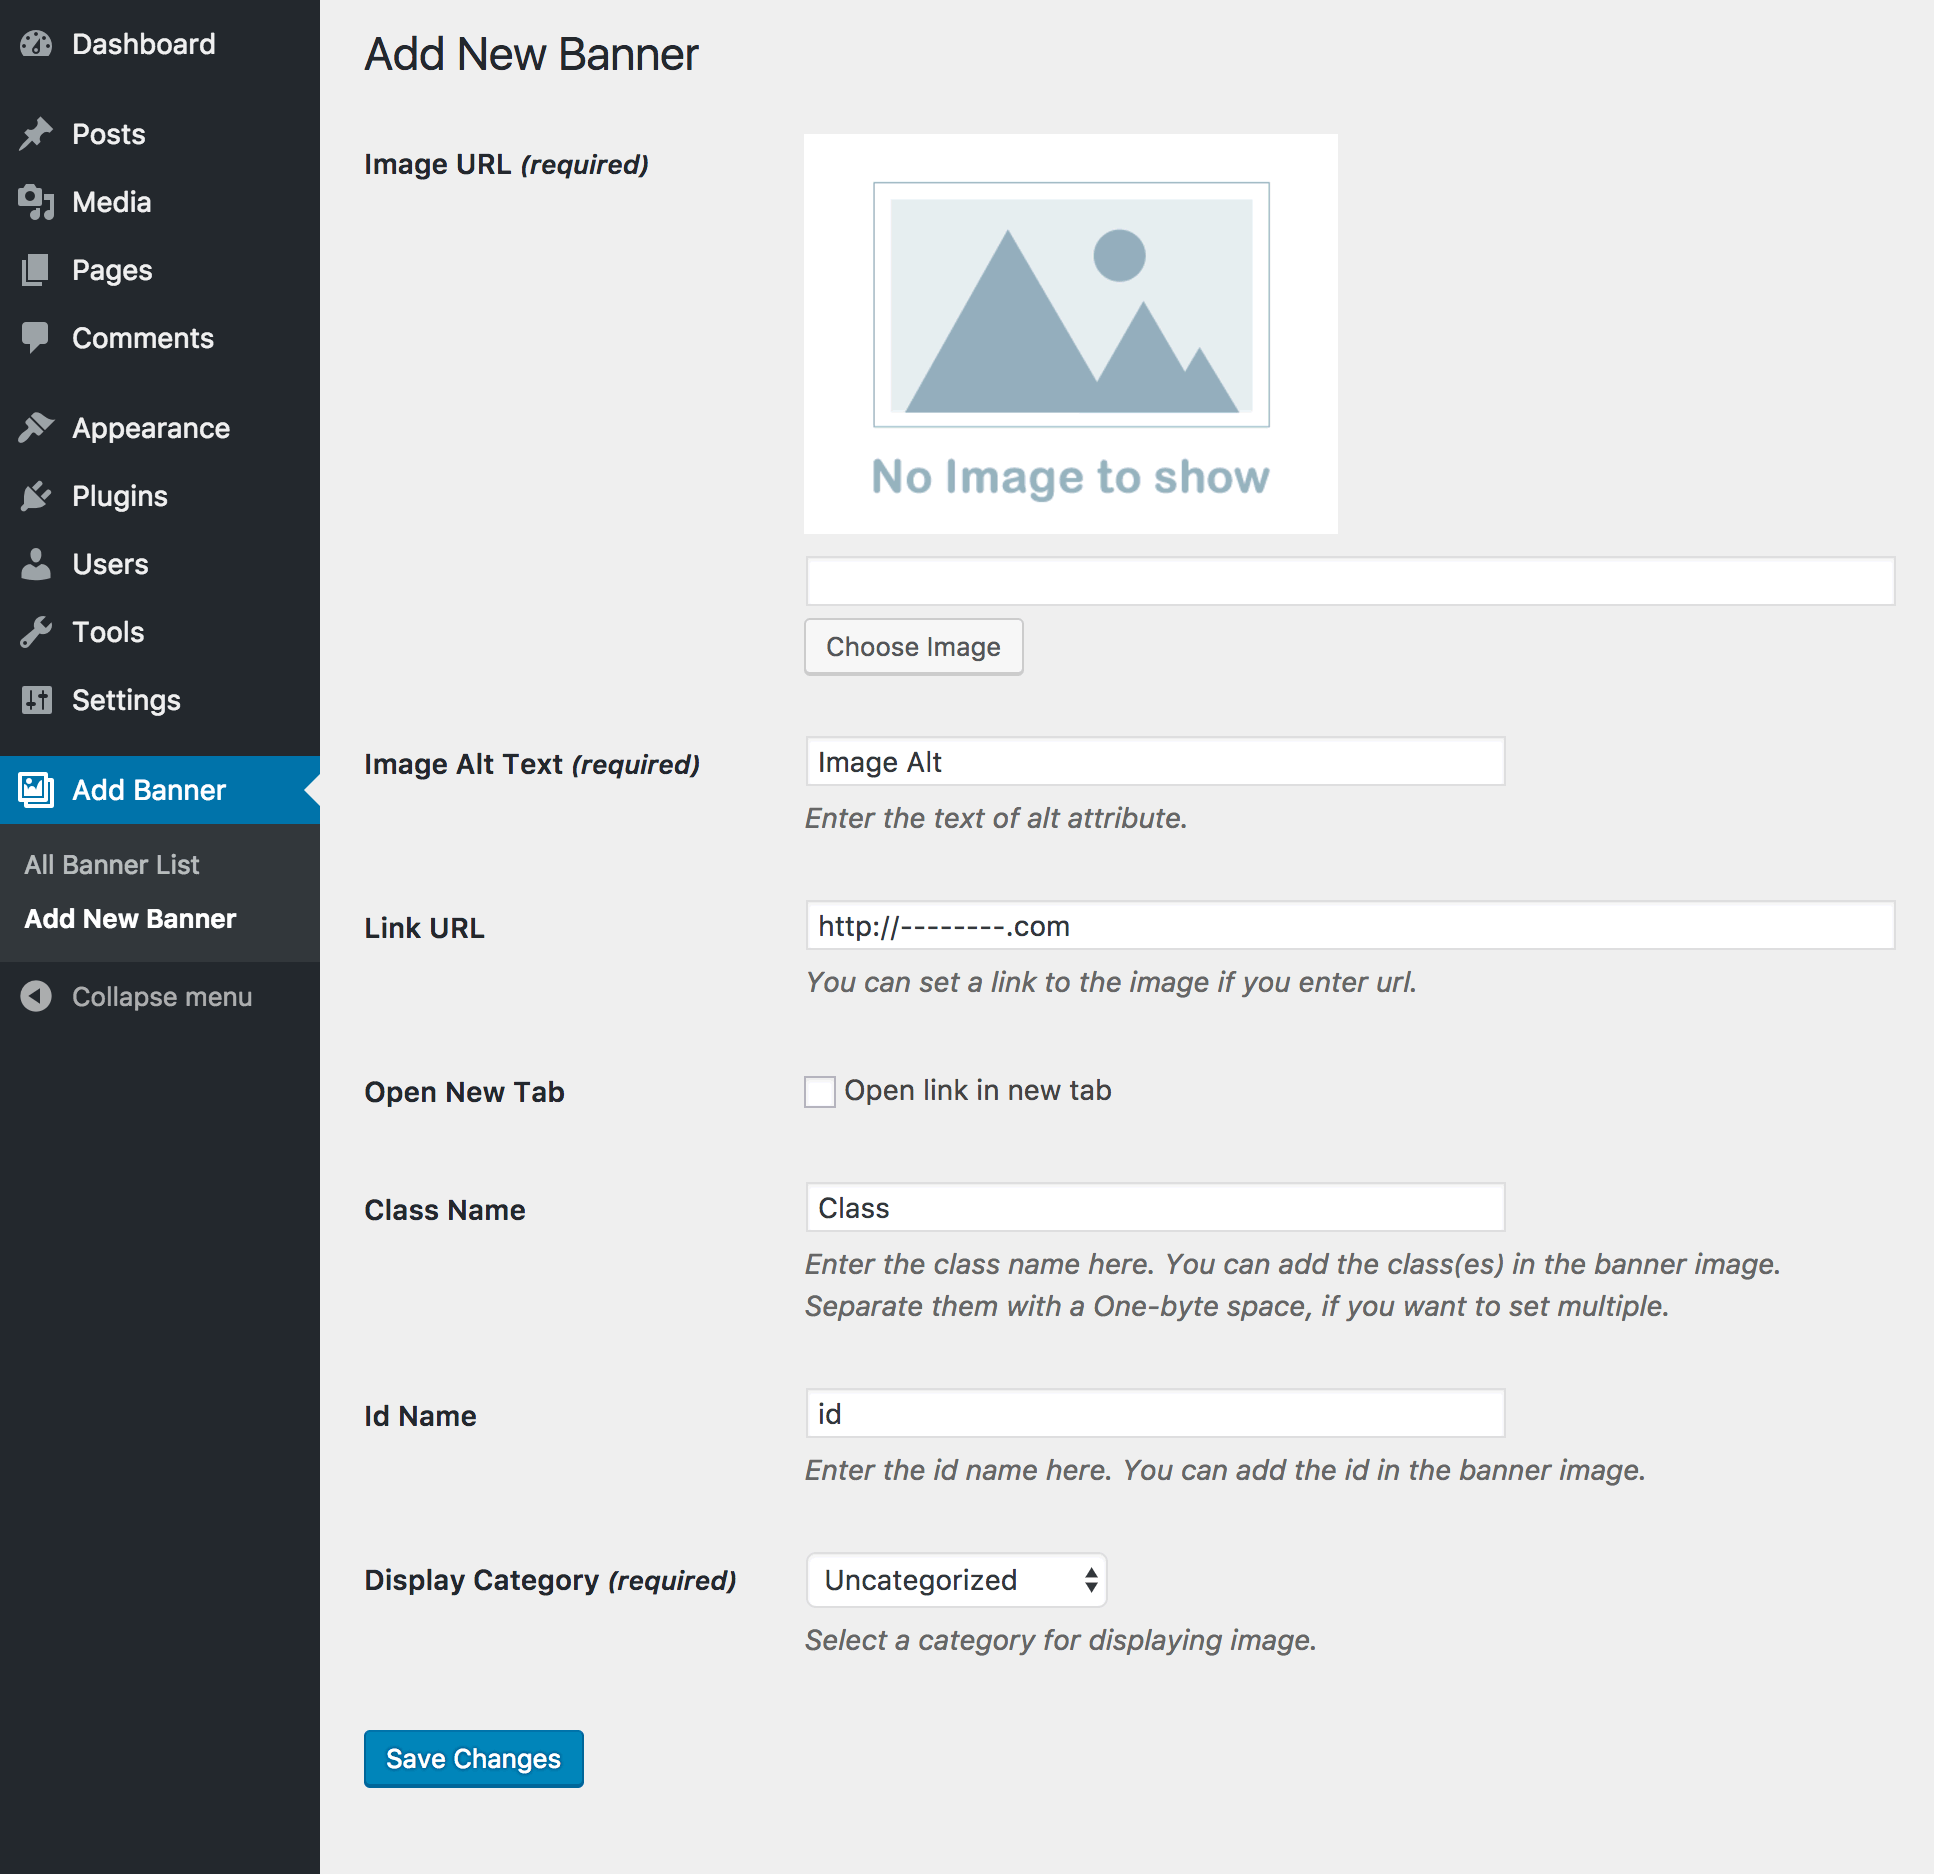 Dashboard
Posts
Media
Pages
Comments
Appearance
Plugins
Users
Tools
Settings
Add Banner
All Banner List
Add New Banner
Collapse menu
Add New Banner
Image URL (required)
No Image to show
Choose Image
Image Alt Text (required)
Image Alt
Enter the text of alt attribute.
Link URL
http://--------.com
You can set a link to the image if you enter url.
Open New Tab
Open link in new tab
Class Name
Class
Enter the class name here. You can add the class(es) in the banner image.
Separate them with a One-byte space, if you want to set multiple.
Id Name
id
Enter the id name here. You can add the id in the banner image.
Display Category (required)
Uncategorized
Select a category for displaying image.
Save Changes